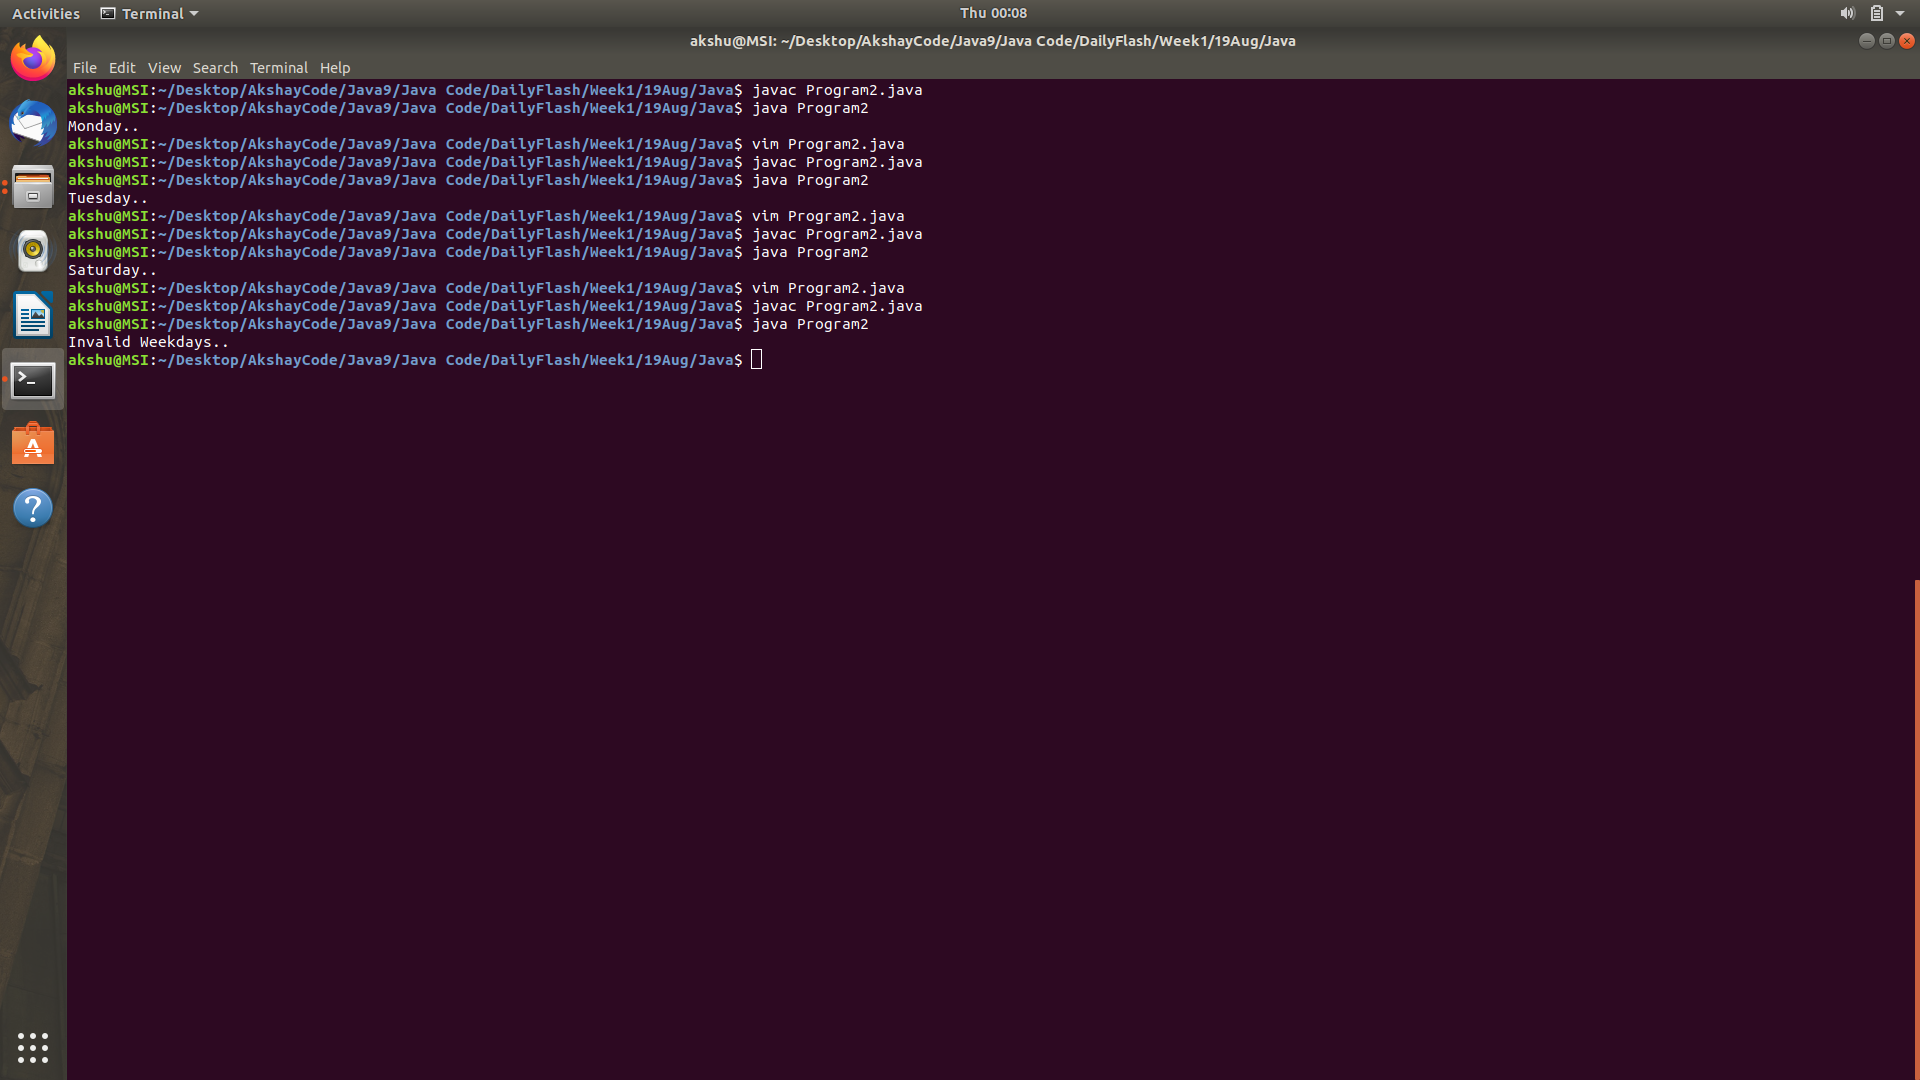 Activities Terminal Thu 00:08
akshu@MSI: ~/Desktop/AkshayCode/Java9/Java Code/DailyFlash/Week1/19Aug/Java
File Edit View Search Terminal Help
akshu@MSI:~/Desktop/AkshayCode/Java9/Java Code/DailyFlash/Week1/19Aug/Java$ javac Program2.java
akshu@MSI:~/Desktop/AkshayCode/Java9/Java Code/DailyFlash/Week1/19Aug/Java$ java Program2
Monday..
akshu@MSI:~/Desktop/AkshayCode/Java9/Java Code/DailyFlash/Week1/19Aug/Java$ vim Program2.java
akshu@MSI:~/Desktop/AkshayCode/Java9/Java Code/DailyFlash/Week1/19Aug/Java$ javac Program2.java
akshu@MSI:~/Desktop/AkshayCode/Java9/Java Code/DailyFlash/Week1/19Aug/Java$ java Program2
Tuesday..
akshu@MSI:~/Desktop/AkshayCode/Java9/Java Code/DailyFlash/Week1/19Aug/Java$ vim Program2.java
akshu@MSI:~/Desktop/AkshayCode/Java9/Java Code/DailyFlash/Week1/19Aug/Java$ javac Program2.java
akshu@MSI:~/Desktop/AkshayCode/Java9/Java Code/DailyFlash/Week1/19Aug/Java$ java Program2
Saturday..
akshu@MSI:~/Desktop/AkshayCode/Java9/Java Code/DailyFlash/Week1/19Aug/Java$ vim Program2.java
akshu@MSI:~/Desktop/AkshayCode/Java9/Java Code/DailyFlash/Week1/19Aug/Java$ javac Program2.java
akshu@MSI:~/Desktop/AkshayCode/Java9/Java Code/DailyFlash/Week1/19Aug/Java$ java Program2
Invalid Weekdays..
akshu@MSI:~/Desktop/AkshayCode/Java9/Java Code/DailyFlash/Week1/19Aug/Java$